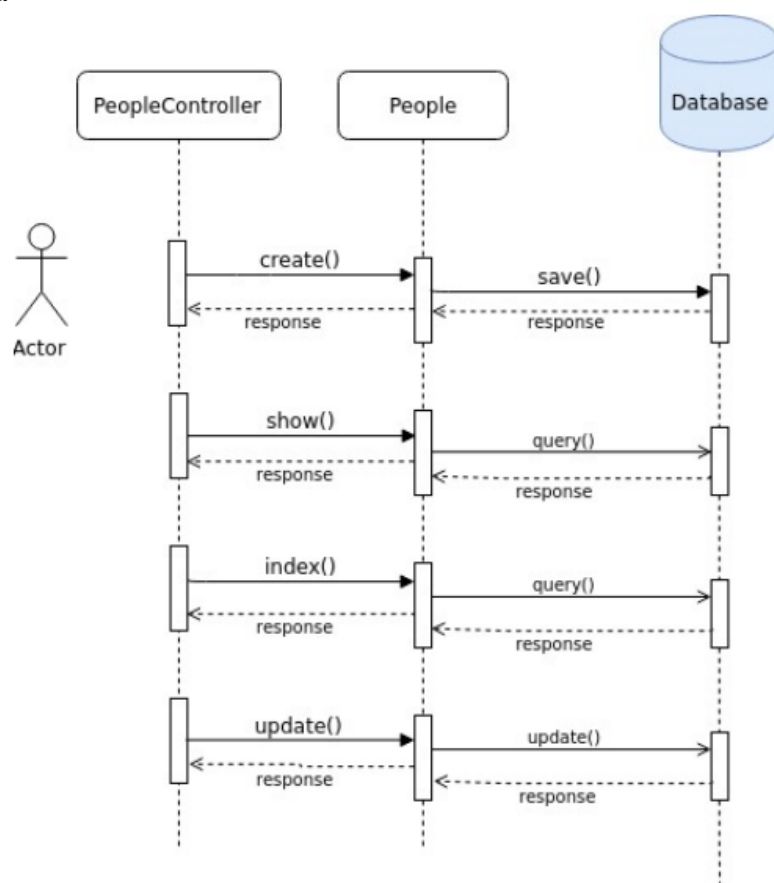 PeopleController
People
Database
Actor
create()
save()
response
response
show()
query()
response
response
index()
query()
response
response
update()
update()
response
response